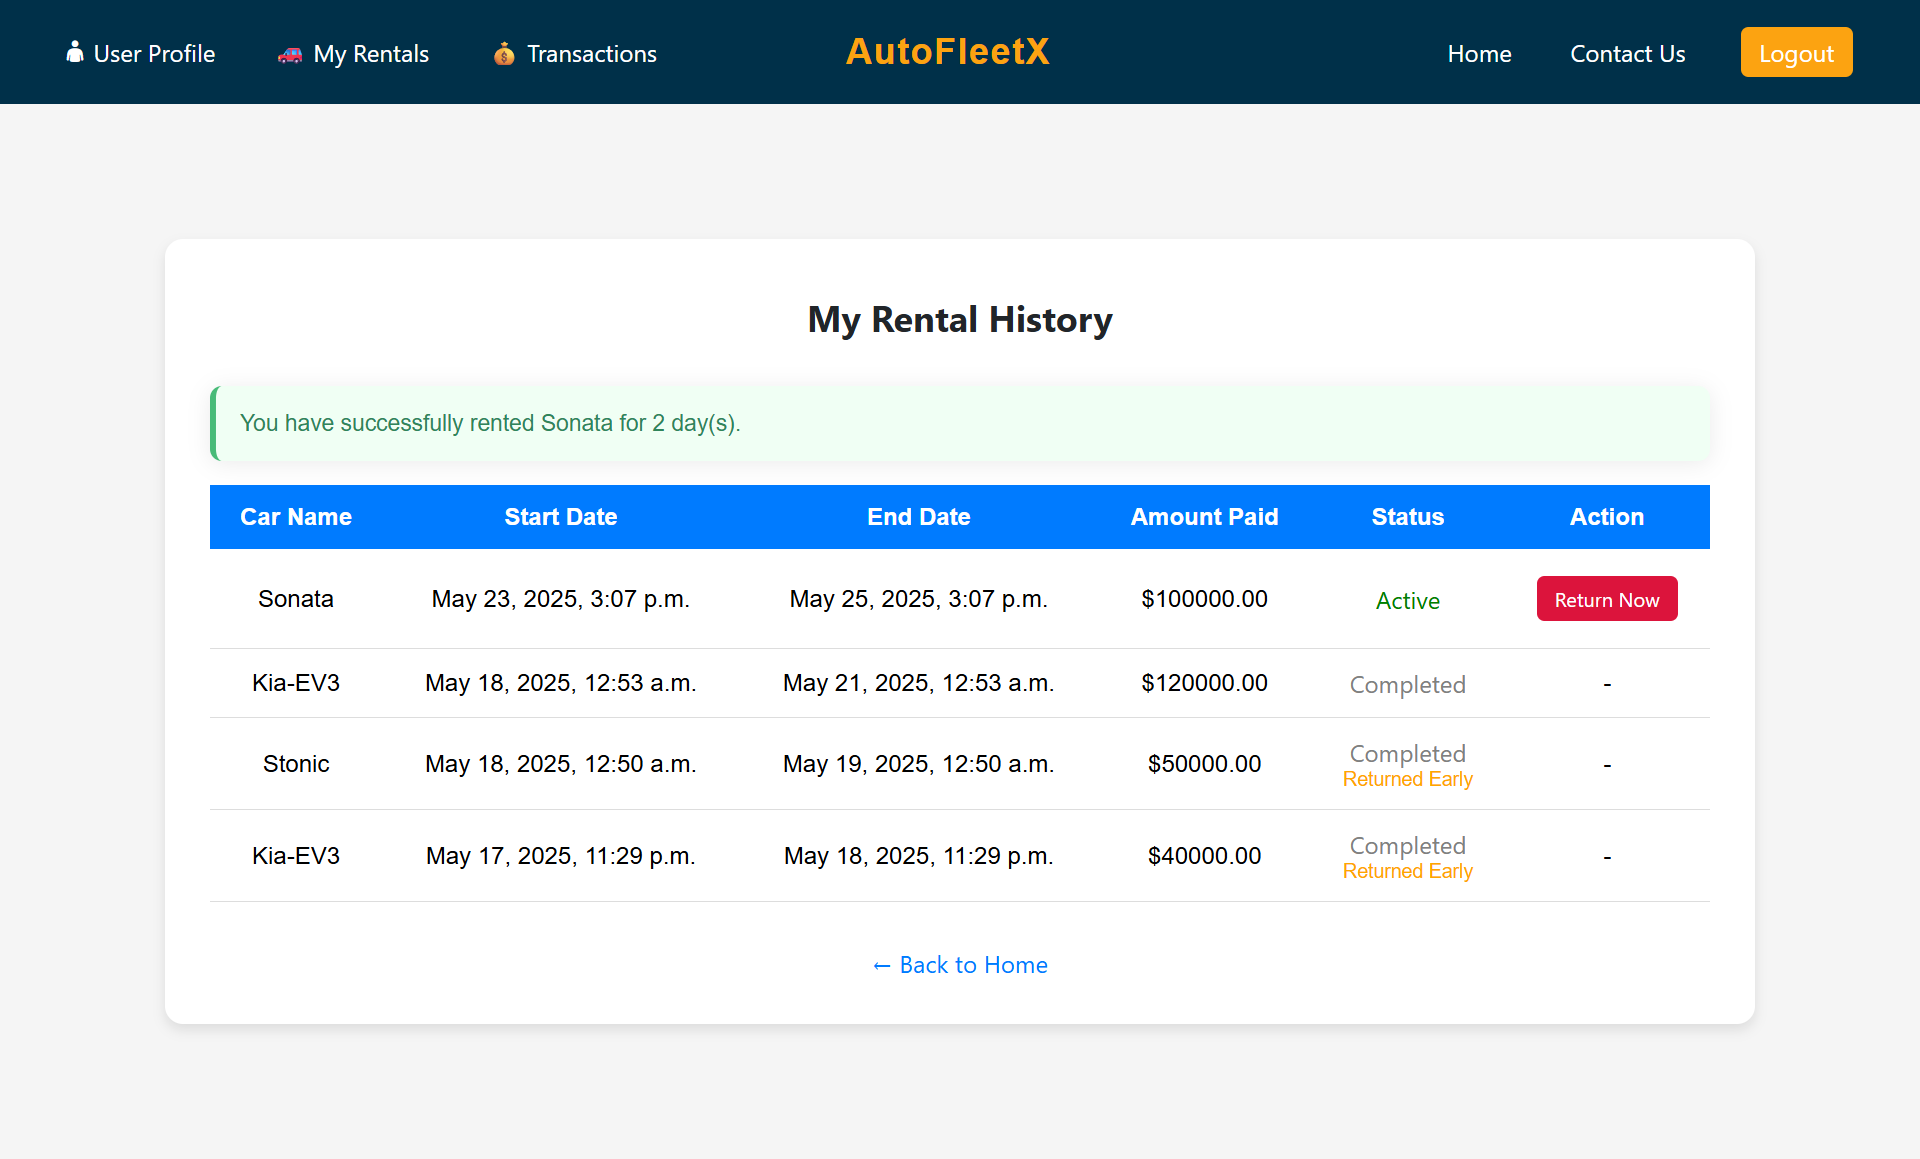 User Profile My Rentals Transactions AutoFleetX Home Contact Us Logout
My Rental History
You have successfully rented Sonata for 2 day(s).
Car Name Start Date End Date Amount Paid Status Action
Sonata May 23, 2025, 3:07 p.m. May 25, 2025, 3:07 p.m. $100000.00 Active Return Now
Kia-EV3 May 18, 2025, 12:53 a.m. May 21, 2025, 12:53 a.m. $120000.00 Completed -
Stonic May 18, 2025, 12:50 a.m. May 19, 2025, 12:50 a.m. $50000.00 Completed -
Returned Early
Kia-EV3 May 17, 2025, 11:29 p.m. May 18, 2025, 11:29 p.m. $40000.00 Completed -
Returned Early
← Back to Home